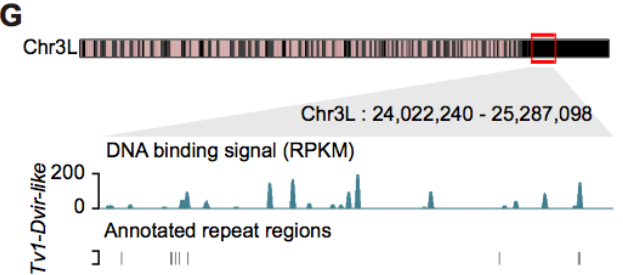 G
Chr3L
Chr3L : 24,022,240 - 25,287,098
DNA binding signal (RPKM)
200
0
Tv1-Dvir-like
Annotated repeat regions